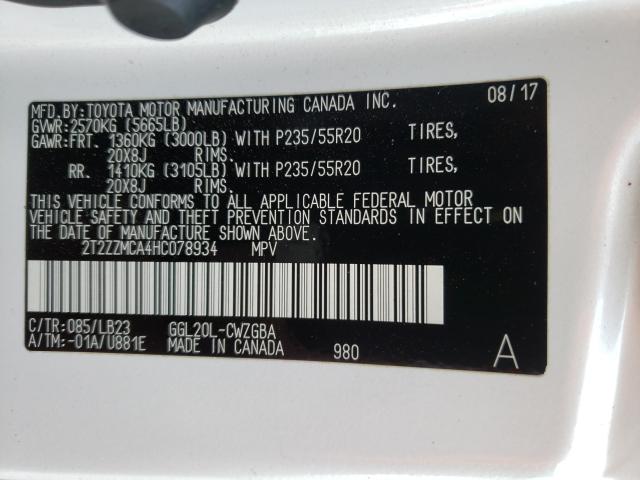 MFD.BY:TOYOTA MOTOR MANUFACTURING CANADA INC. 08/17
GVWR:2570KG (5665LB)
GAWR:FRT. 1360KG (3000LB) WITH P235/55R20 TIRES,
20X8J RIMS.
RR. 1410KG (3105LB) WITH P235/55R20 TIRES,
20X8J RIMS.
THIS VEHICLE CONFORMS TO ALL APPLICABLE FEDERAL MOTOR
VEHICLE SAFETY AND THEFT PREVENTION STANDARDS IN EFFECT ON
THE DATE OF MANUFACTURE SHOWN ABOVE.
2T2ZZMCA4HC078934 MPV
C/TR:085/LB23 GGL20L-CWZGBA
A/TM:-01A/U881E MADE IN CANADA 980 A